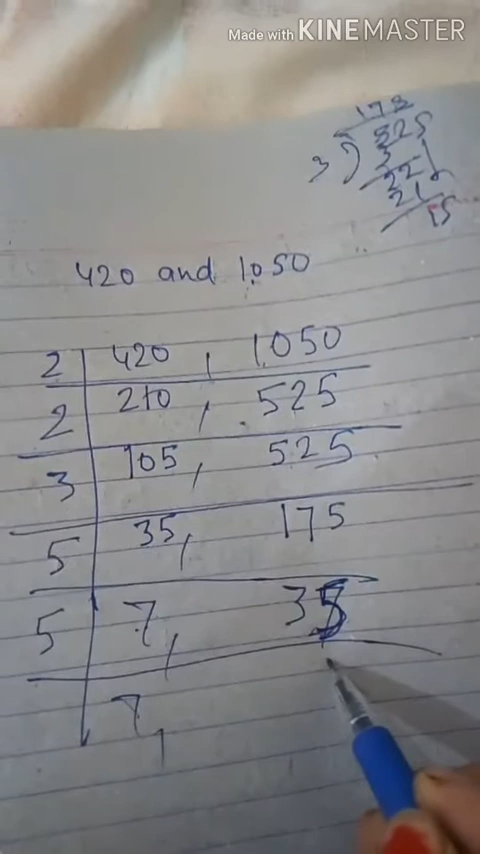 Made with KINEMASTER
175
3 ) 525
3
22
21
15
420 and 1050
2 | 420 , 1050
2 | 210 , 525
3 | 105 , 525
5 | 35, 175
5 | 7, 35
7,